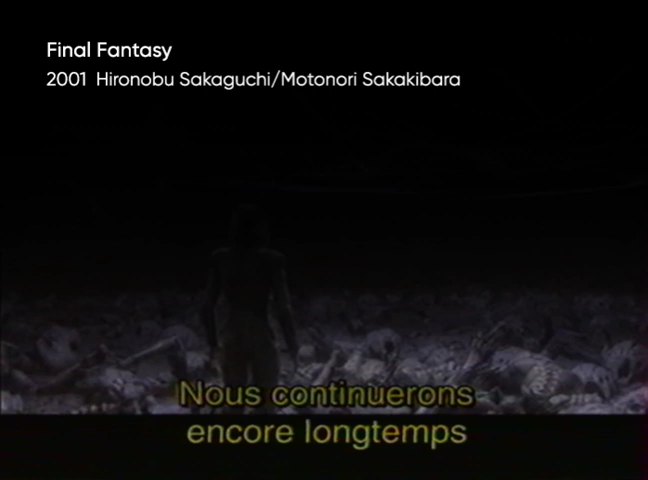 Final Fantasy
2001 Hironobu Sakaguchi/Motonori Sakakibara
Nous continuerons
encore longtemps